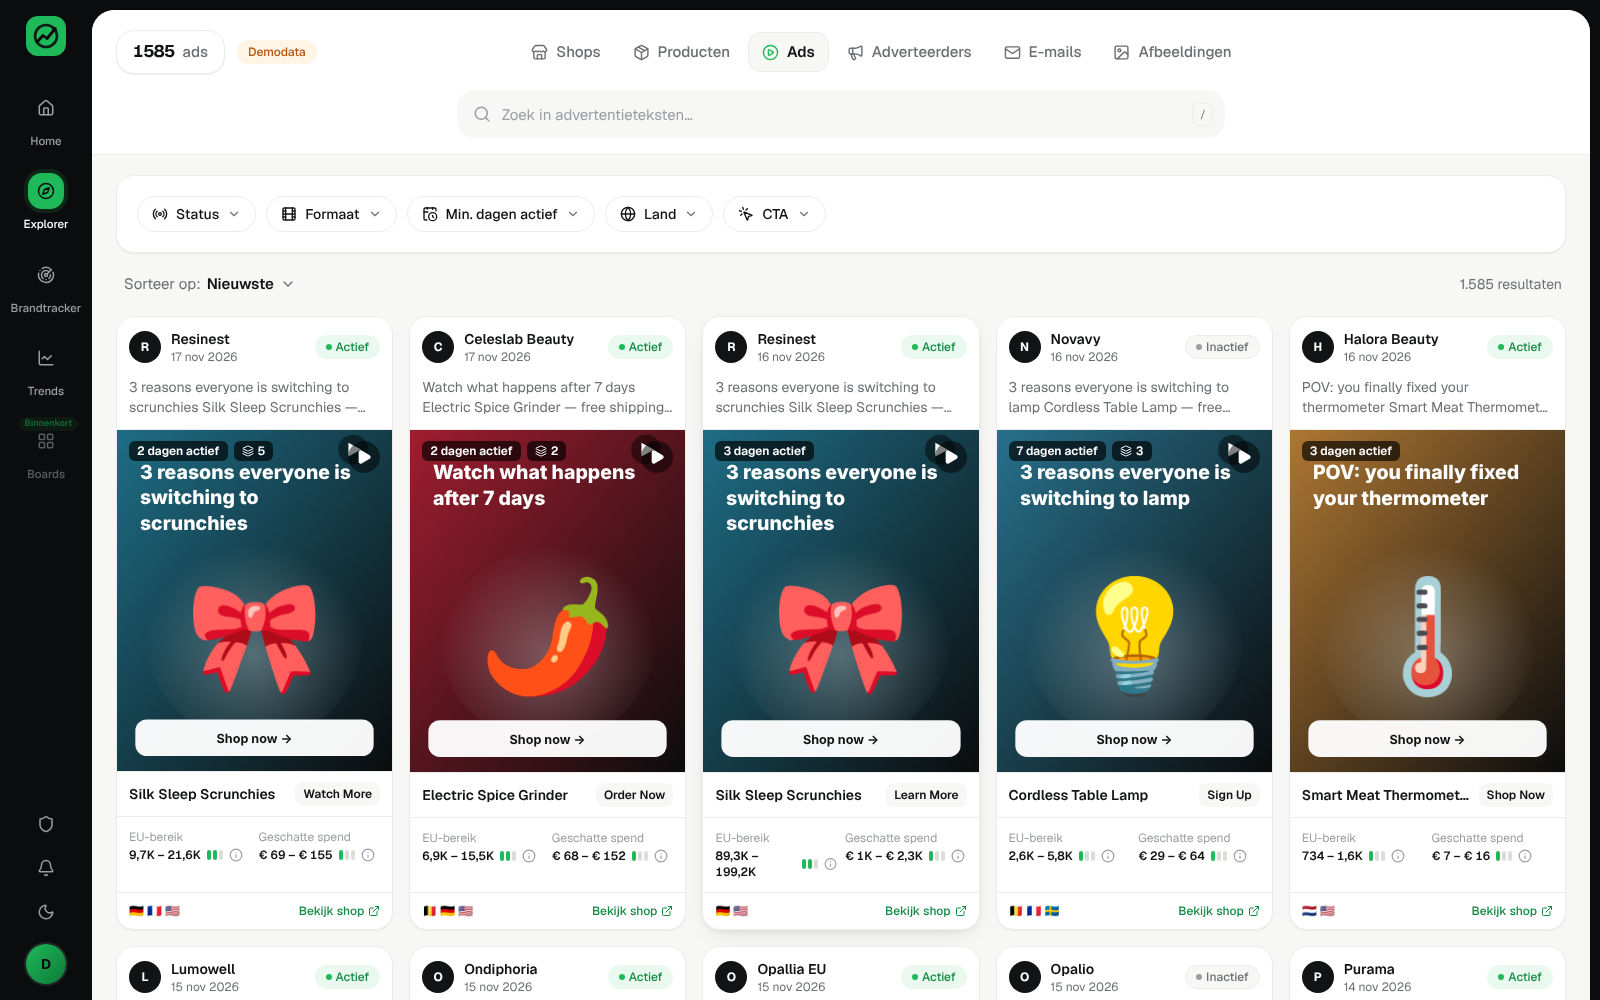 1585 ads
Demodata
Shops
Producten
Ads
Adverteerders
E-mails
Afbeeldingen
Zoek in advertentieteksten...
/
Home
Explorer
Brandtracker
Trends
Binnenkort
Boards
D
Status
Formaat
Min. dagen actief
Land
CTA
Sorteer op: Nieuwste
1.585 resultaten
R
Resinest
17 nov 2026
Actief
3 reasons everyone is switching to
scrunchies Silk Sleep Scrunchies —...
2 dagen actief
5
3 reasons everyone is
switching to
scrunchies
Shop now →
Silk Sleep Scrunchies
Watch More
EU-bereik
Geschatte spend
9,7K – 21,6K
€ 69 – € 155
Bekijk shop
C
Celeslab Beauty
17 nov 2026
Actief
Watch what happens after 7 days
Electric Spice Grinder — free shipping...
2 dagen actief
2
Watch what happens
after 7 days
Shop now →
Electric Spice Grinder
Order Now
EU-bereik
Geschatte spend
6,9K – 15,5K
€ 68 – € 152
Bekijk shop
R
Resinest
16 nov 2026
Actief
3 reasons everyone is switching to
scrunchies Silk Sleep Scrunchies —...
3 dagen actief
3 reasons everyone is
switching to
scrunchies
Shop now →
Silk Sleep Scrunchies
Learn More
EU-bereik
Geschatte spend
89,3K –
199,2K
€ 1K – € 2,3K
Bekijk shop
N
Novavy
16 nov 2026
Inactief
3 reasons everyone is switching to
lamp Cordless Table Lamp — free...
7 dagen actief
3
3 reasons everyone is
switching to lamp
Shop now →
Cordless Table Lamp
Sign Up
EU-bereik
Geschatte spend
2,6K – 5,8K
€ 29 – € 64
Bekijk shop
H
Halora Beauty
16 nov 2026
Actief
POV: you finally fixed your
thermometer Smart Meat Thermomet...
3 dagen actief
POV: you finally fixed
your thermometer
Shop now →
Smart Meat Thermomet...
Shop Now
EU-bereik
Geschatte spend
734 – 1,6K
€ 7 – € 16
Bekijk shop
L
Lumowell
15 nov 2026
Actief
O
Ondiphoria
15 nov 2026
Actief
O
Opallia EU
15 nov 2026
Actief
O
Opalio
15 nov 2026
Inactief
P
Purama
14 nov 2026
Actief